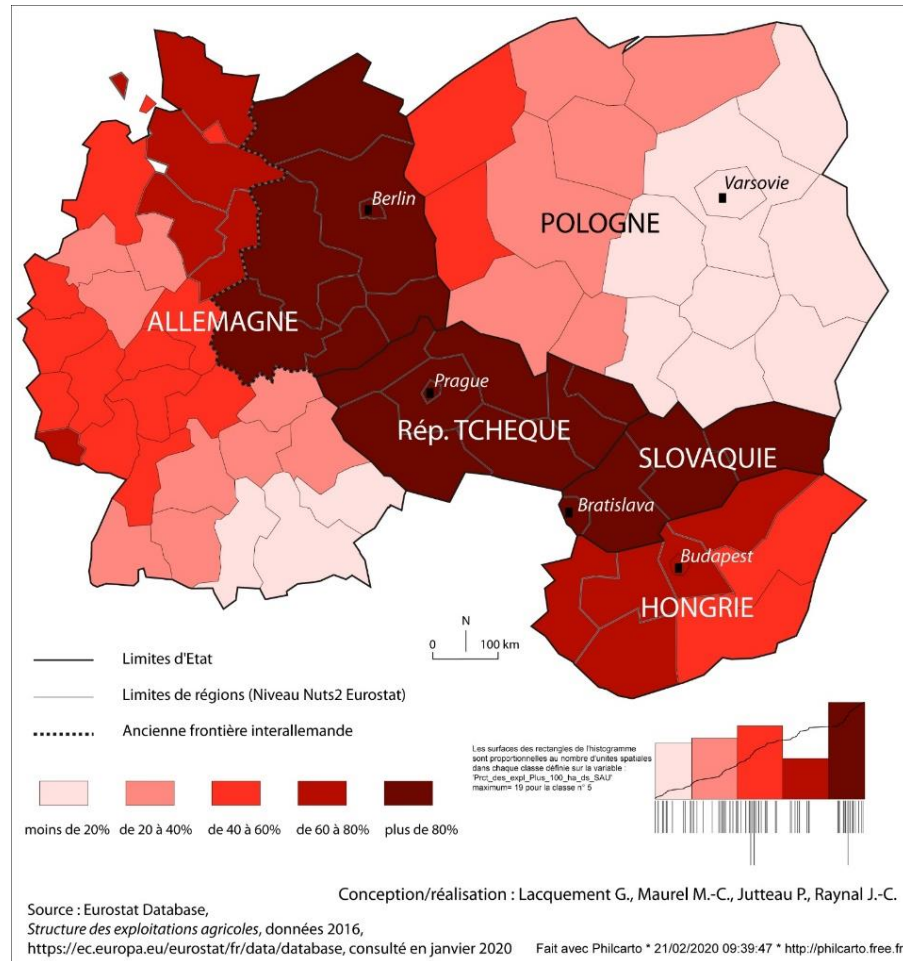 Berlin
Varsovie
POLOGNE
ALLEMAGNE
Prague
Rép. TCHEQUE
SLOVAQUIE
Bratislava
Budapest
HONGRIE
N
0 100 km
Limites d'Etat
Limites de régions (Niveau Nuts2 Eurostat)
Ancienne frontière interallemande
Les surfaces des rectangles de l'histogramme
sont proportionnelles au nombre d'unites spatiales
dans chaque classe définie sur la variable :
'Prct_des_expl_Plus_100_ha_ds_SAU'
maximum= 19 pour la classe n° 5
moins de 20% de 20 à 40% de 40 à 60% de 60 à 80% plus de 80%
Conception/réalisation : Lacquement G., Maurel M.-C., Jutteau P., Raynal J.-C.
Source : Eurostat Database,
Structure des exploitations agricoles, données 2016,
https://ec.europa.eu/eurostat/fr/data/database, consulté en janvier 2020 Fait avec Philcarto * 21/02/2020 09:39:47 * http://philcarto.free.fr